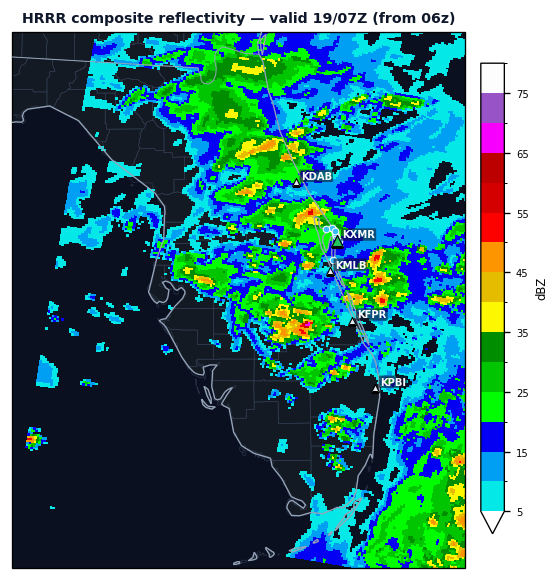 HRRR composite reflectivity — valid 19/07Z (from 06z)
KDAB
KXMR
KMLB
KFPR
KPBI
75
65
55
45
35
25
15
5
dBZ